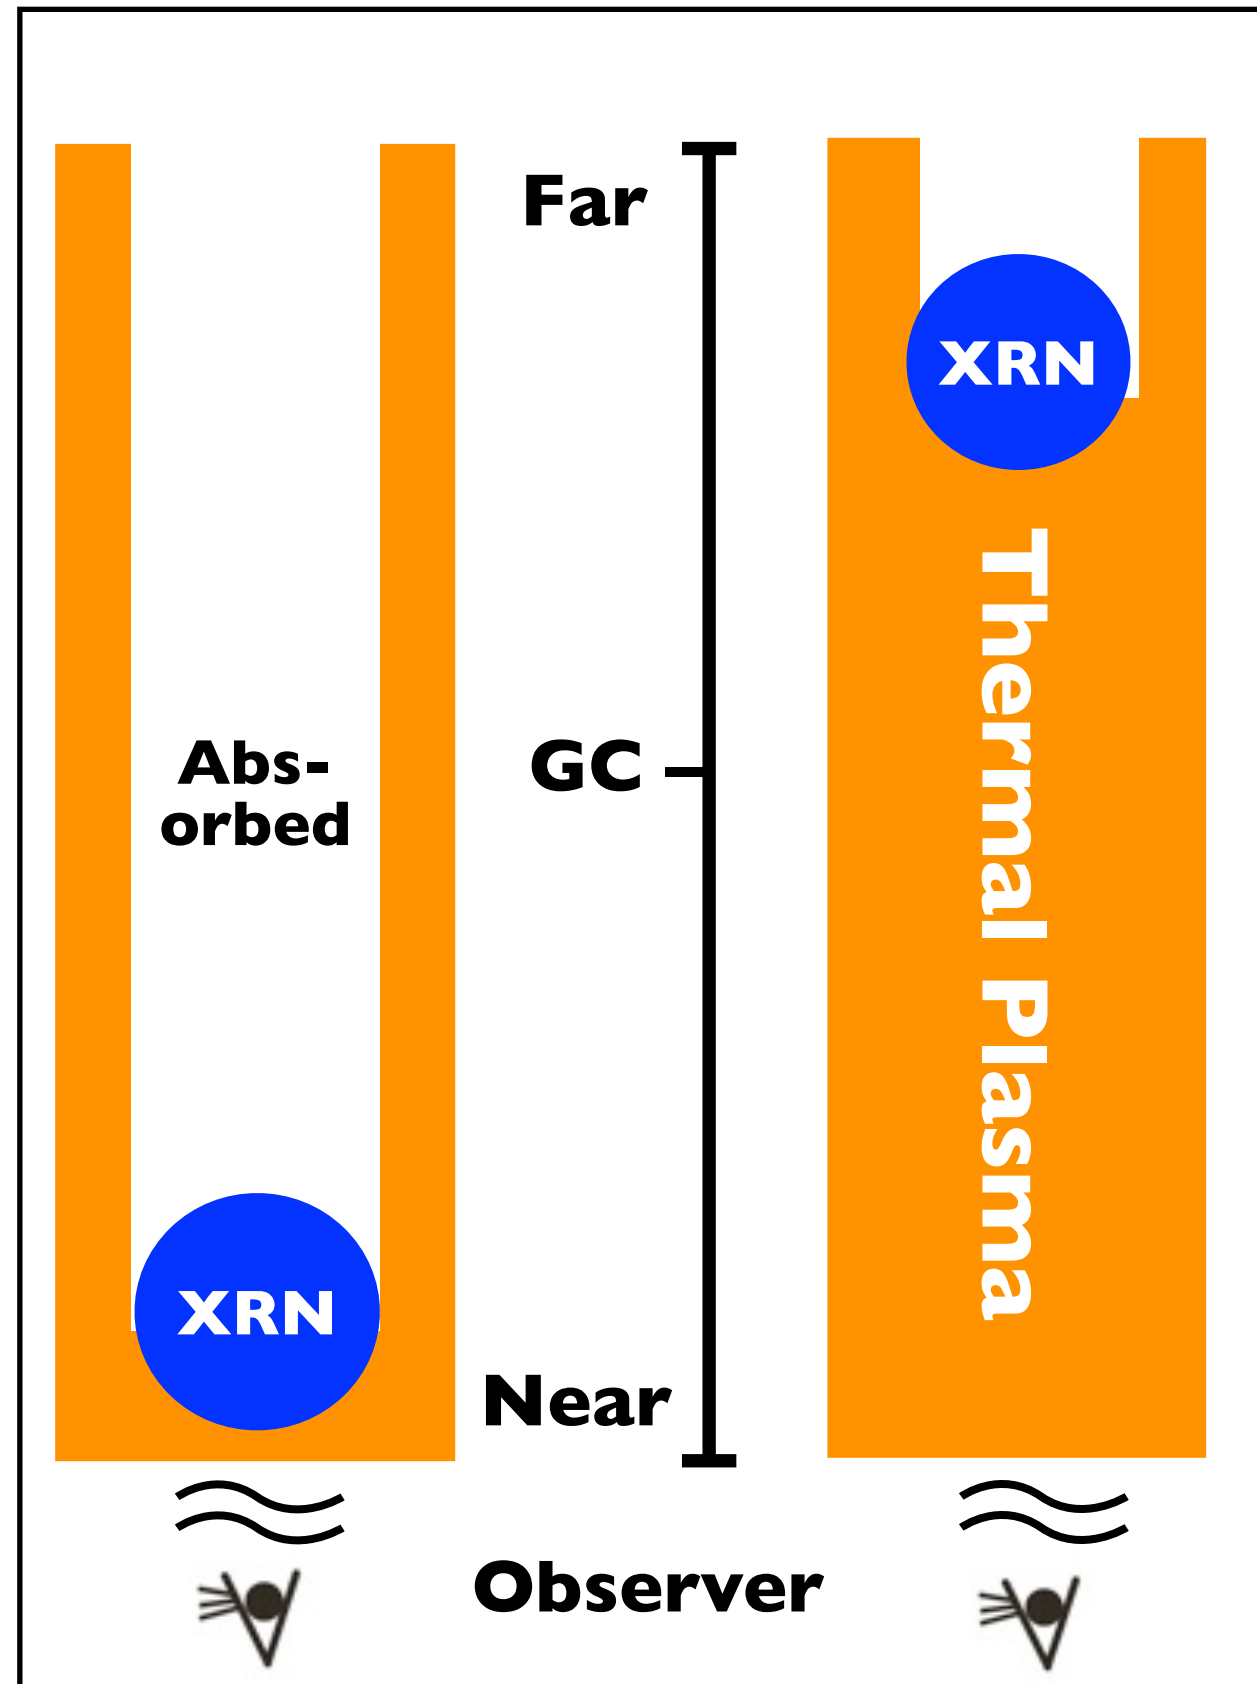 Far
XRN
Abs-
orbed
GC
Thermal Plasma
XRN
Near
Observer